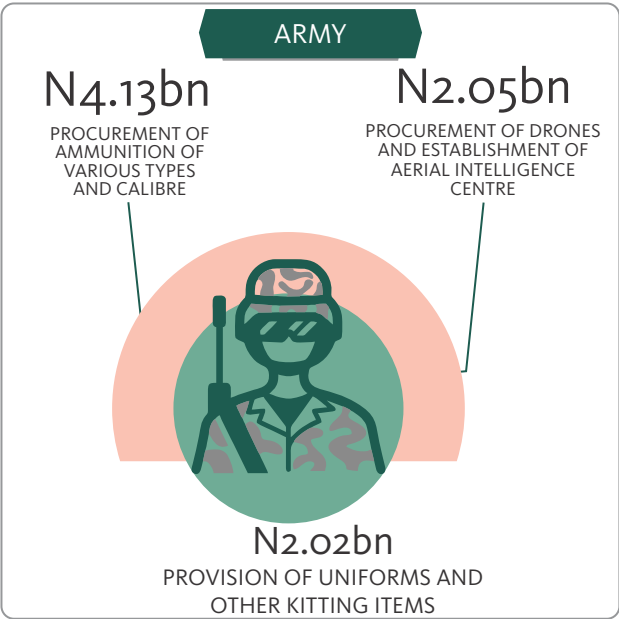 ARMY
N4.13bn
PROCUREMENT OF
AMMUNITION OF
VARIOUS TYPES
AND CALIBRE
N2.05bn
PROCUREMENT OF DRONES
AND ESTABLISHMENT OF
AERIAL INTELLIGENCE
CENTRE
N2.02bn
PROVISION OF UNIFORMS AND
OTHER KITTING ITEMS